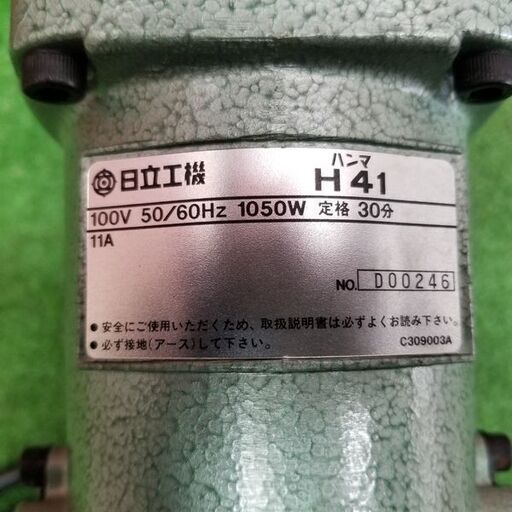 日立工機
ハンマ
H 41
100V 50/60Hz 1050W 定格 30分
11A
NO. D00246
●安全にご使用いただくため、取扱説明書は必ずよくお読み下さい。
●必ず接地(アース)して下さい。
C309003A